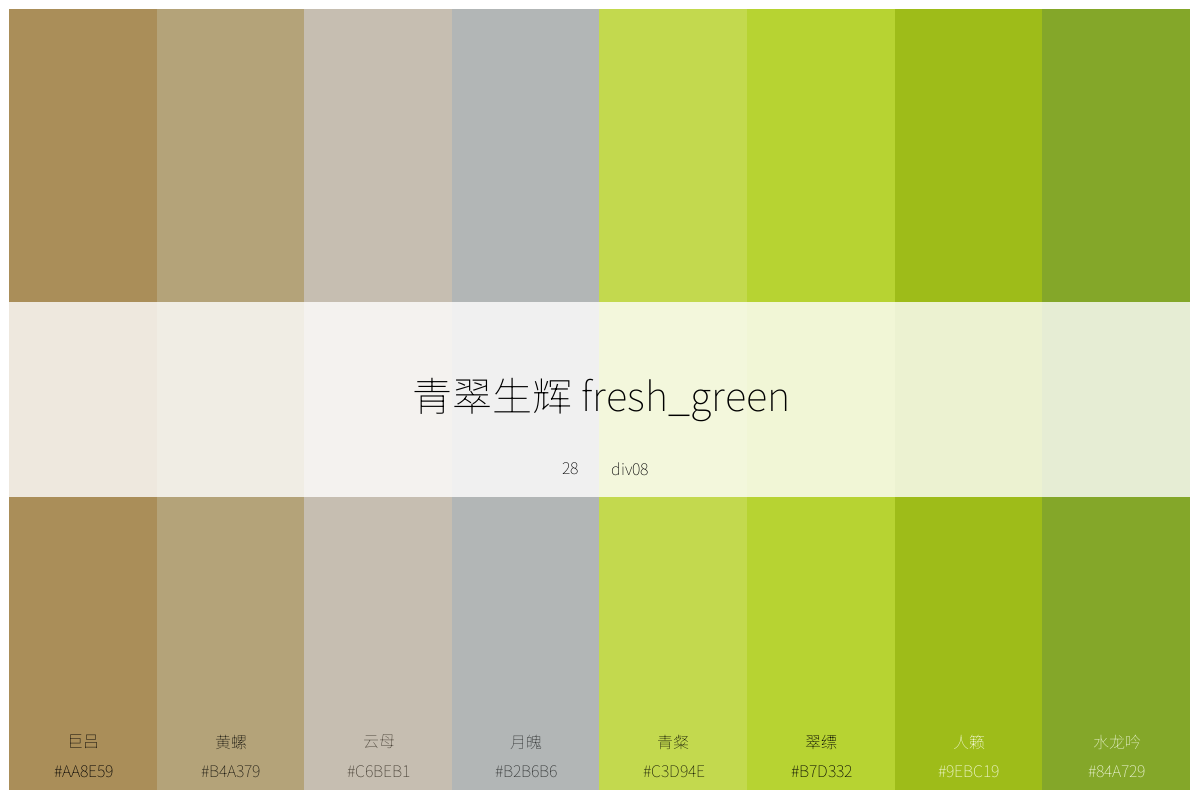 青翠生辉 fresh_green
28 div08
巨吕 黄螺 云母 月魄 青粲 翠缥 人籁 水龙吟
#AA8E59 #B4A379 #C6BEB1 #B2B6B6 #C3D94E #B7D332 #9EBC19 #84A729